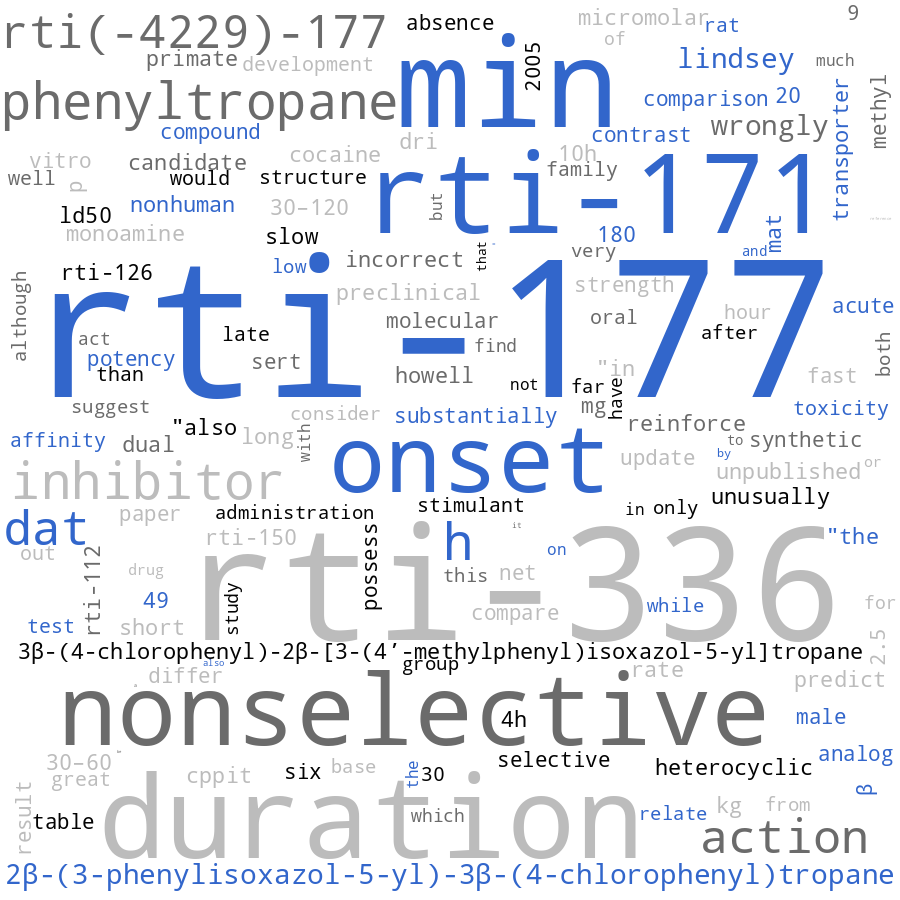 rti(-4229)-177
absence
micromolar
9
of
rat
primate
development
2005
lindsey
much
phenyltropane
min
comparison
20
transporter
methyl
compound
contrast
wrongly
dri
vitro
candidate
cocaine
10h
family
well
p
would
structure
rti-171
ld50
nonhuman
30–120
but
monoamine
slow
180
mat
that
very
and
rti-126
low
incorrect
although
rti-177
preclinical
strength
hour
acute
act
late
molecular
oral
after
potency
sert
find
both
than
howell
not
far
"in
fast
suggest
consider
mg
have
substantially
toxicity
"also
reinforce
affinity
dual
long
with
onset
to
synthetic
by
update
unpublished
or
inhibitor
unusually
stimulant
dat
paper
administration
in
only
it
rti-150
possess
h
"the
out
on
rti-112
drug
this
net
rti-336
49
study
compare
while
for
test
short
2.5
3β-(4-chlorophenyl)-2β-[3-(4′-methylphenyl)isoxazol-5-yl]tropane
also
group
differ
rate
predict
nonselective
4h
male
selective
analog
30–60
six
base
the
30
heterocyclic
great
cppit
β
result
table
duration
which
relate
kg
from
action
2β-(3-phenylisoxazol-5-yl)-3β-(4-chlorophenyl)tropane